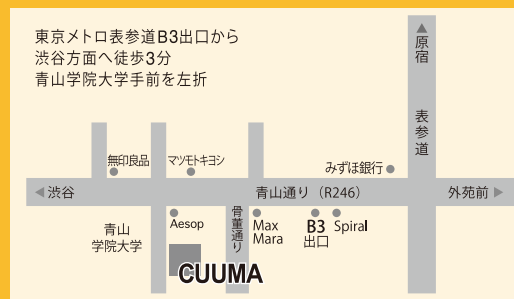 東京メトロ表参道B3出口から
渋谷方面へ徒歩3分
青山学院大学手前を左折
▲原宿
表参道
無印良品
マツモトキヨシ
みずほ銀行
◀渋谷
青山通り（R246）
外苑前▶
青山
学院大学
Aesop
骨董通り
Max
Mara
B3
出口
Spiral
CUUMA